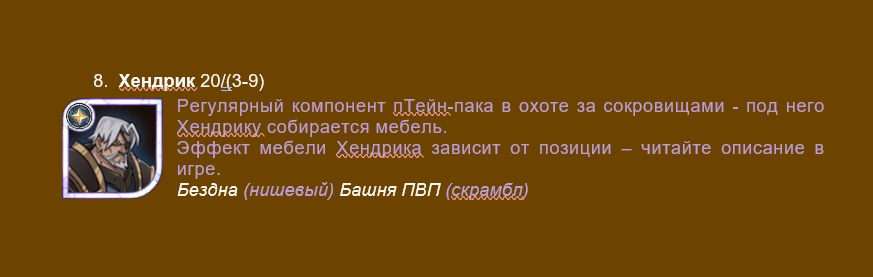 8. Хендрик 20/(3-9)
Регулярный компонент пТейн-пака в охоте за сокровищами - под него
Хендрику собирается мебель.
Эффект мебели Хендрика зависит от позиции – читайте описание в
игре.
Бездна (нишевый) Башня ПВП (скрамбл)